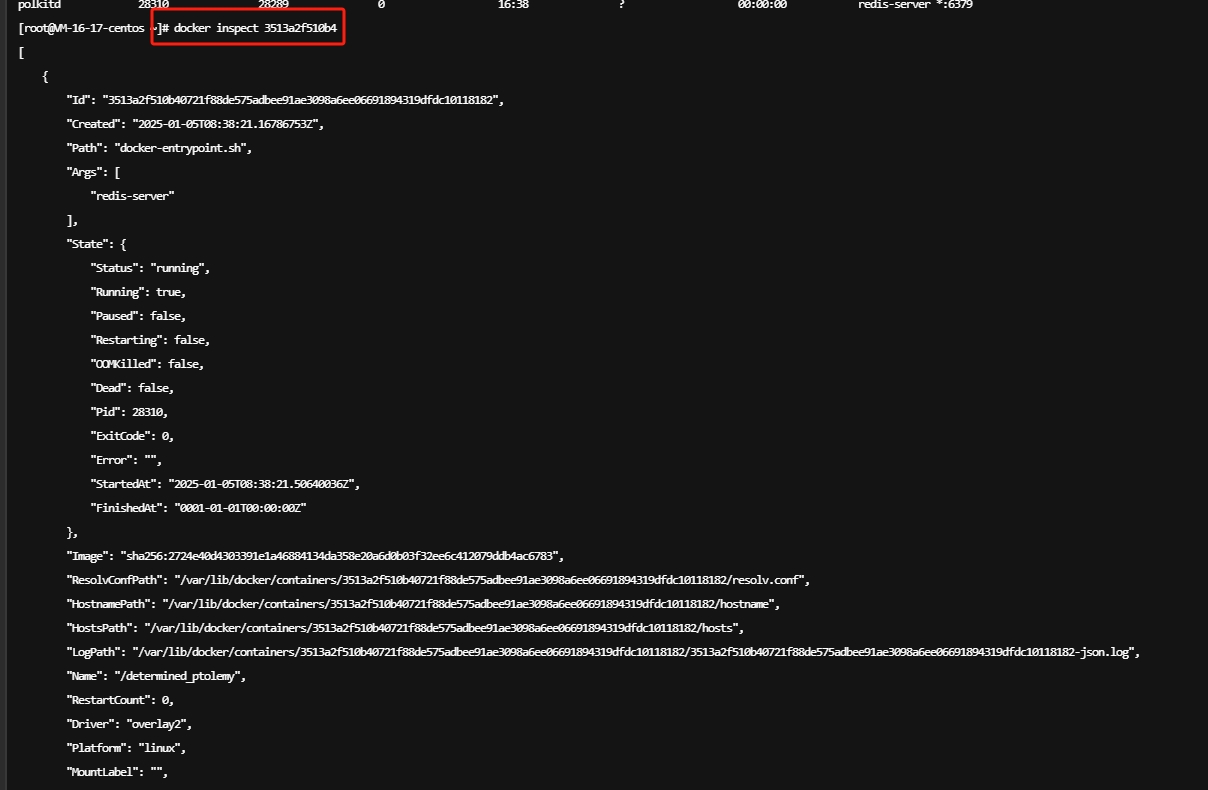 polkitd 28310 28289 0 16:38 ? 00:00:00 redis-server *:6379
[root@VM-16-17-centos ~]# docker inspect 3513a2f510b4
[
    {
        "Id": "3513a2f510b40721f88de575adbee91ae3098a6ee06691894319dfdc10118182",
        "Created": "2025-01-05T08:38:21.16786753Z",
        "Path": "docker-entrypoint.sh",
        "Args": [
            "redis-server"
        ],
        "State": {
            "Status": "running",
            "Running": true,
            "Paused": false,
            "Restarting": false,
            "OOMKilled": false,
            "Dead": false,
            "Pid": 28310,
            "ExitCode": 0,
            "Error": "",
            "StartedAt": "2025-01-05T08:38:21.50640036Z",
            "FinishedAt": "0001-01-01T00:00:00Z"
        },
        "Image": "sha256:2724e40d4303391e1a46884134da358e20a6d0b03f32ee6c412079ddb4ac6783",
        "ResolvConfPath": "/var/lib/docker/containers/3513a2f510b40721f88de575adbee91ae3098a6ee06691894319dfdc10118182/resolv.conf",
        "HostnamePath": "/var/lib/docker/containers/3513a2f510b40721f88de575adbee91ae3098a6ee06691894319dfdc10118182/hostname",
        "HostsPath": "/var/lib/docker/containers/3513a2f510b40721f88de575adbee91ae3098a6ee06691894319dfdc10118182/hosts",
        "LogPath": "/var/lib/docker/containers/3513a2f510b40721f88de575adbee91ae3098a6ee06691894319dfdc10118182/3513a2f510b40721f88de575adbee91ae3098a6ee06691894319dfdc10118182-json.log",
        "Name": "/determined_ptolemy",
        "RestartCount": 0,
        "Driver": "overlay2",
        "Platform": "linux",
        "MountLabel": "",